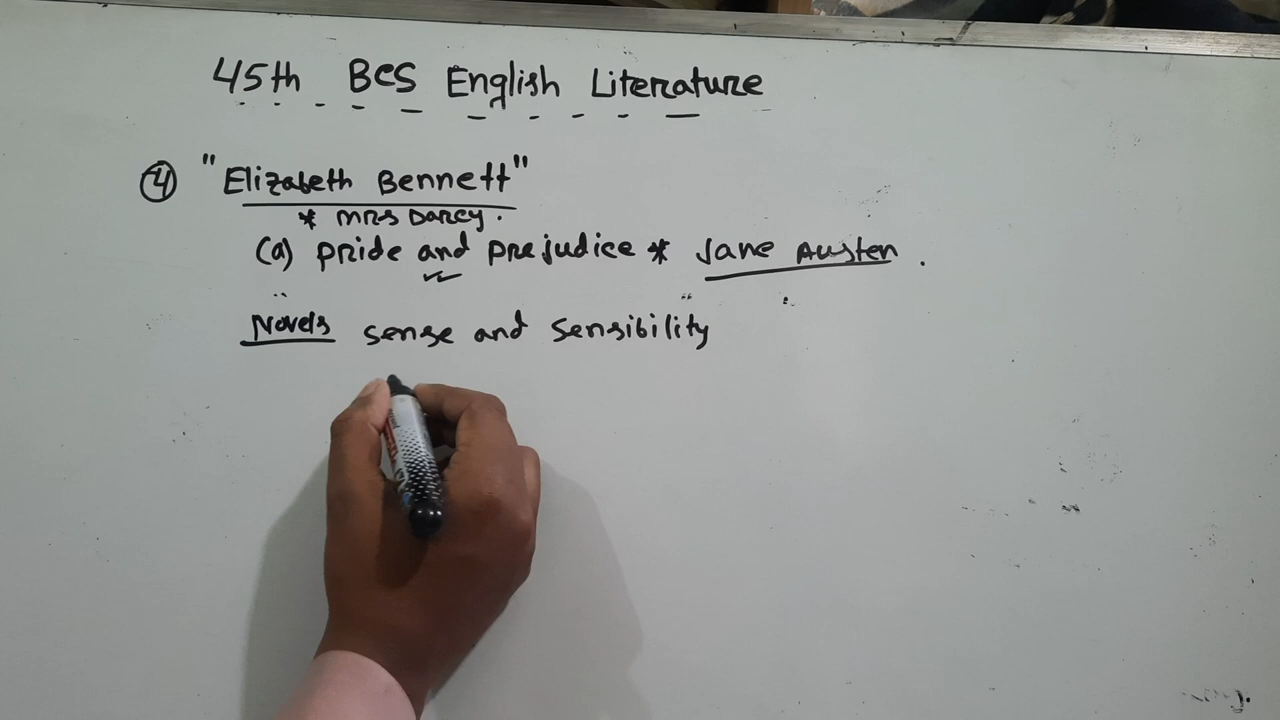 45th BCS English Literature
④ "Elizabeth Bennett"
* Mrs Darcy.
(a) pride and prejudice * Jane Austen.
Novels sense and sensibility